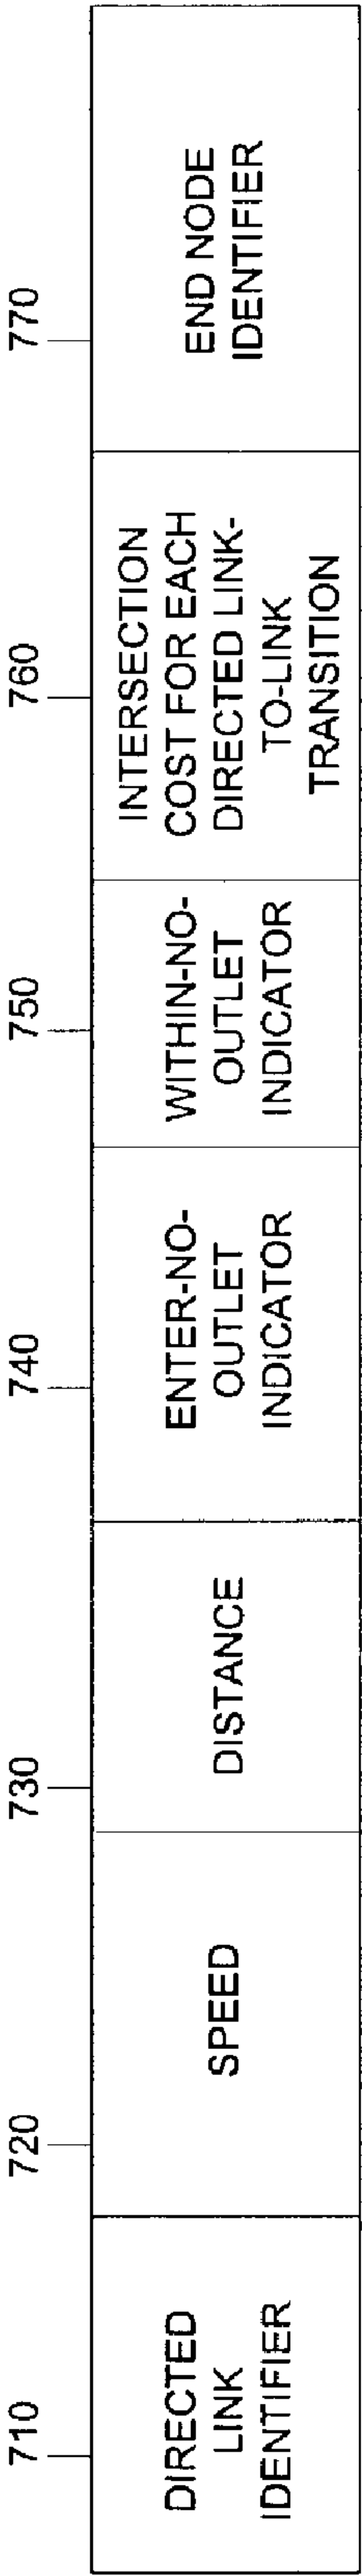 710
720
730
740
750
760
770
DIRECTED
LINK
IDENTIFIER
SPEED
DISTANCE
ENTER-NO-
OUTLET
INDICATOR
WITHIN-NO-
OUTLET
INDICATOR
INTERSECTION
COST FOR EACH
DIRECTED LINK-
TO-LINK
TRANSITION
END NODE
IDENTIFIER